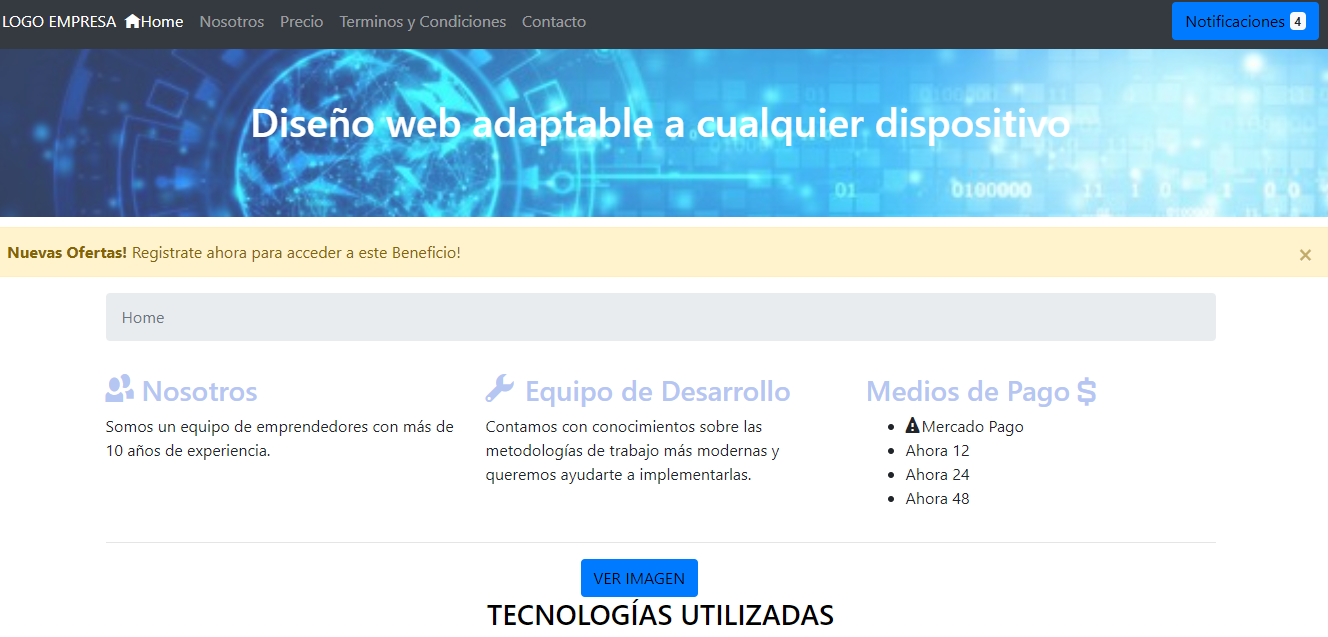 LOGO EMPRESA Home Nosotros Precio Terminos y Condiciones Contacto Notificaciones 4
Diseño web adaptable a cualquier dispositivo
01 0100000 11 1 0 1 0 0
Nuevas Ofertas! Registrate ahora para acceder a este Beneficio! ×
Home
Nosotros
Somos un equipo de emprendedores con más de
10 años de experiencia.
Equipo de Desarrollo
Contamos con conocimientos sobre las
metodologías de trabajo más modernas y
queremos ayudarte a implementarlas.
Medios de Pago $
Mercado Pago
Ahora 12
Ahora 24
Ahora 48
VER IMAGEN
TECNOLOGÍAS UTILIZADAS